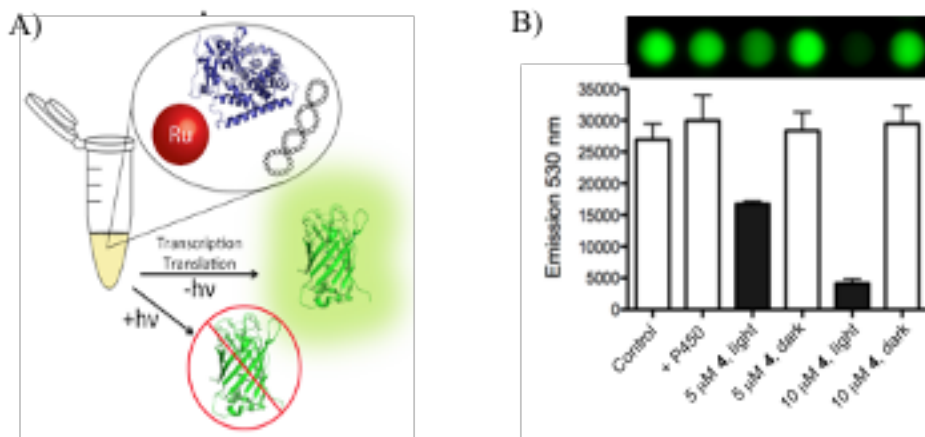 A)
Ru
Transcription
Translation
-hν
+hν
B)
Emission 530 nm
35000
30000
25000
20000
15000
10000
5000
0
Control
+ P450
5 μM 4, light
5 μM 4, dark
10 μM 4, light
10 μM 4, dark